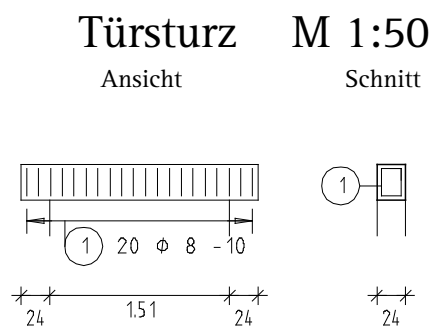 Türsturz M 1:50
Ansicht Schnitt
1
1 20 Φ 8 -10
24 1.51 24 24